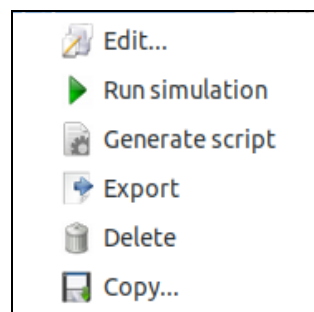 Edit...
Run simulation
Generate script
Export
Delete
Copy...